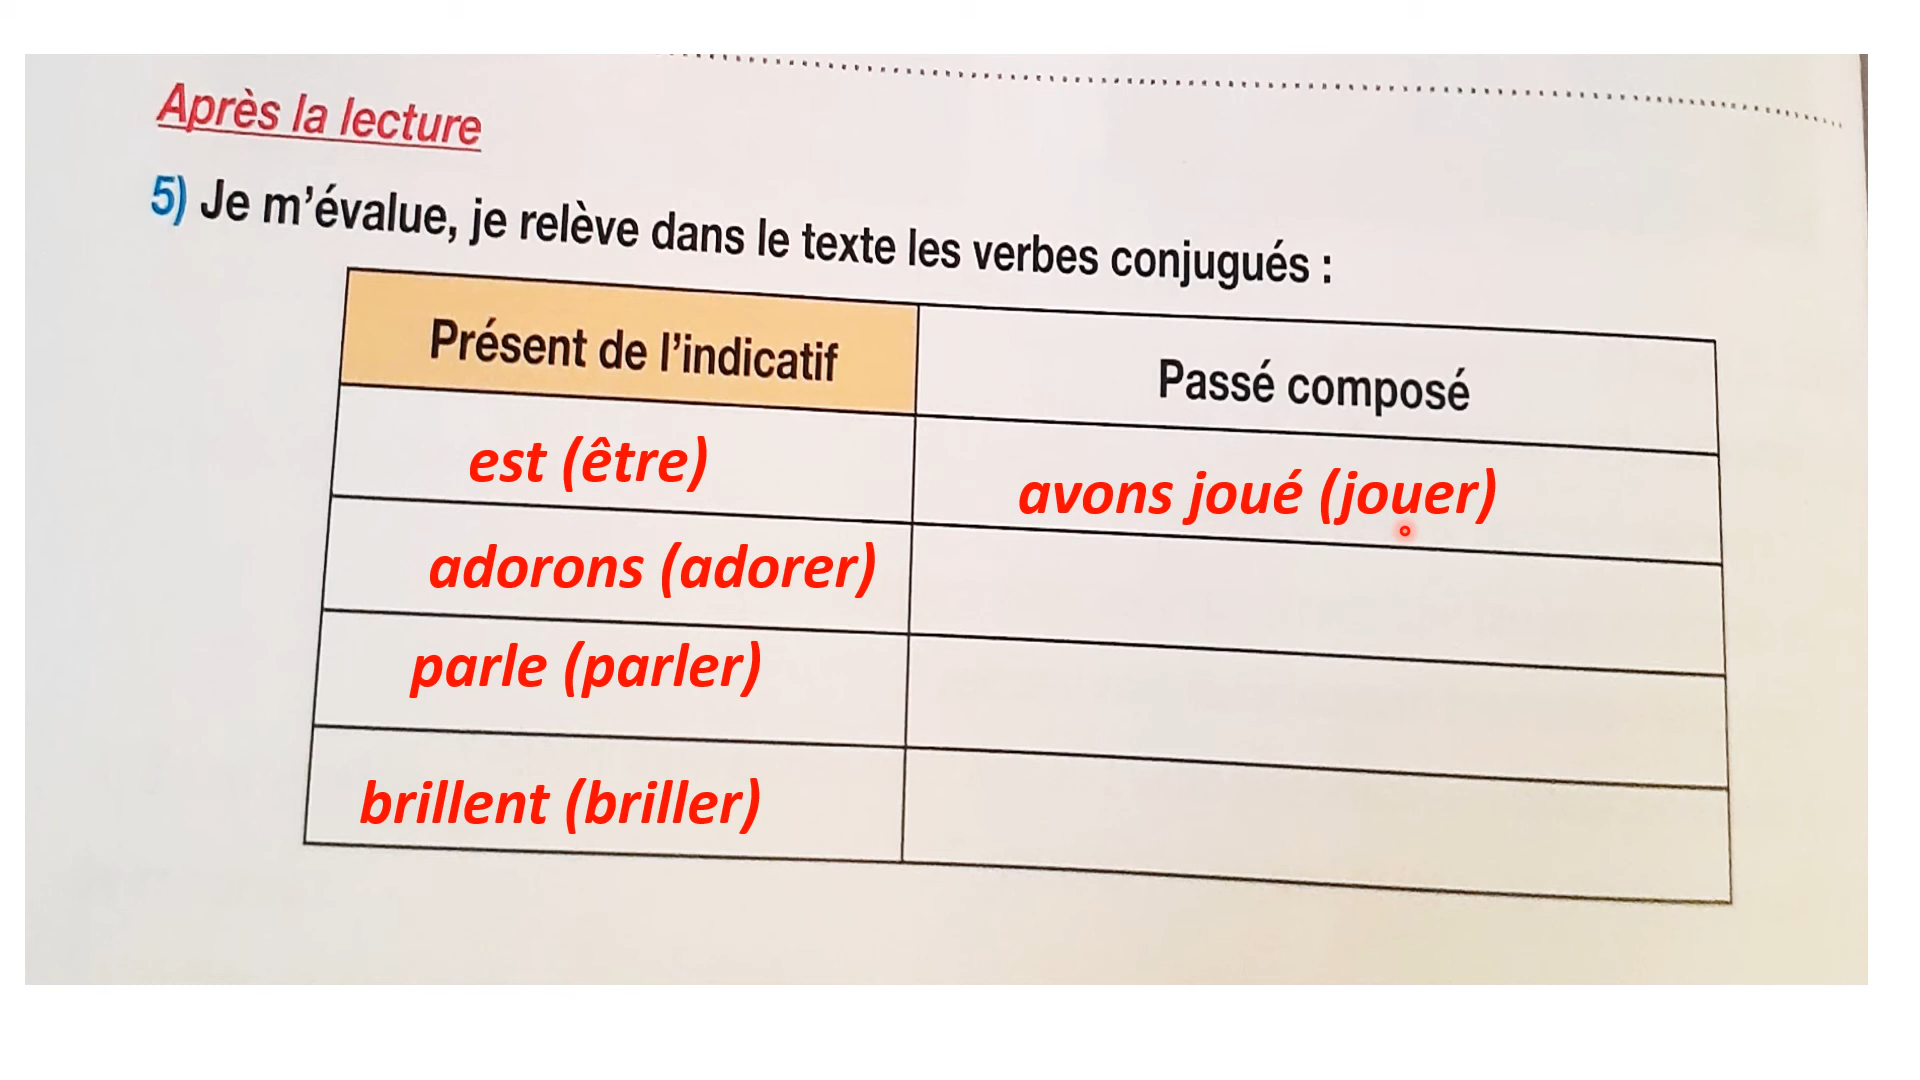 Après la lecture
5) Je m'évalue, je relève dans le texte les verbes conjugués :
Présent de l'indicatif
Passé composé
est (être)
avons joué (jouer)
adorons (adorer)
parle (parler)
brillent (briller)